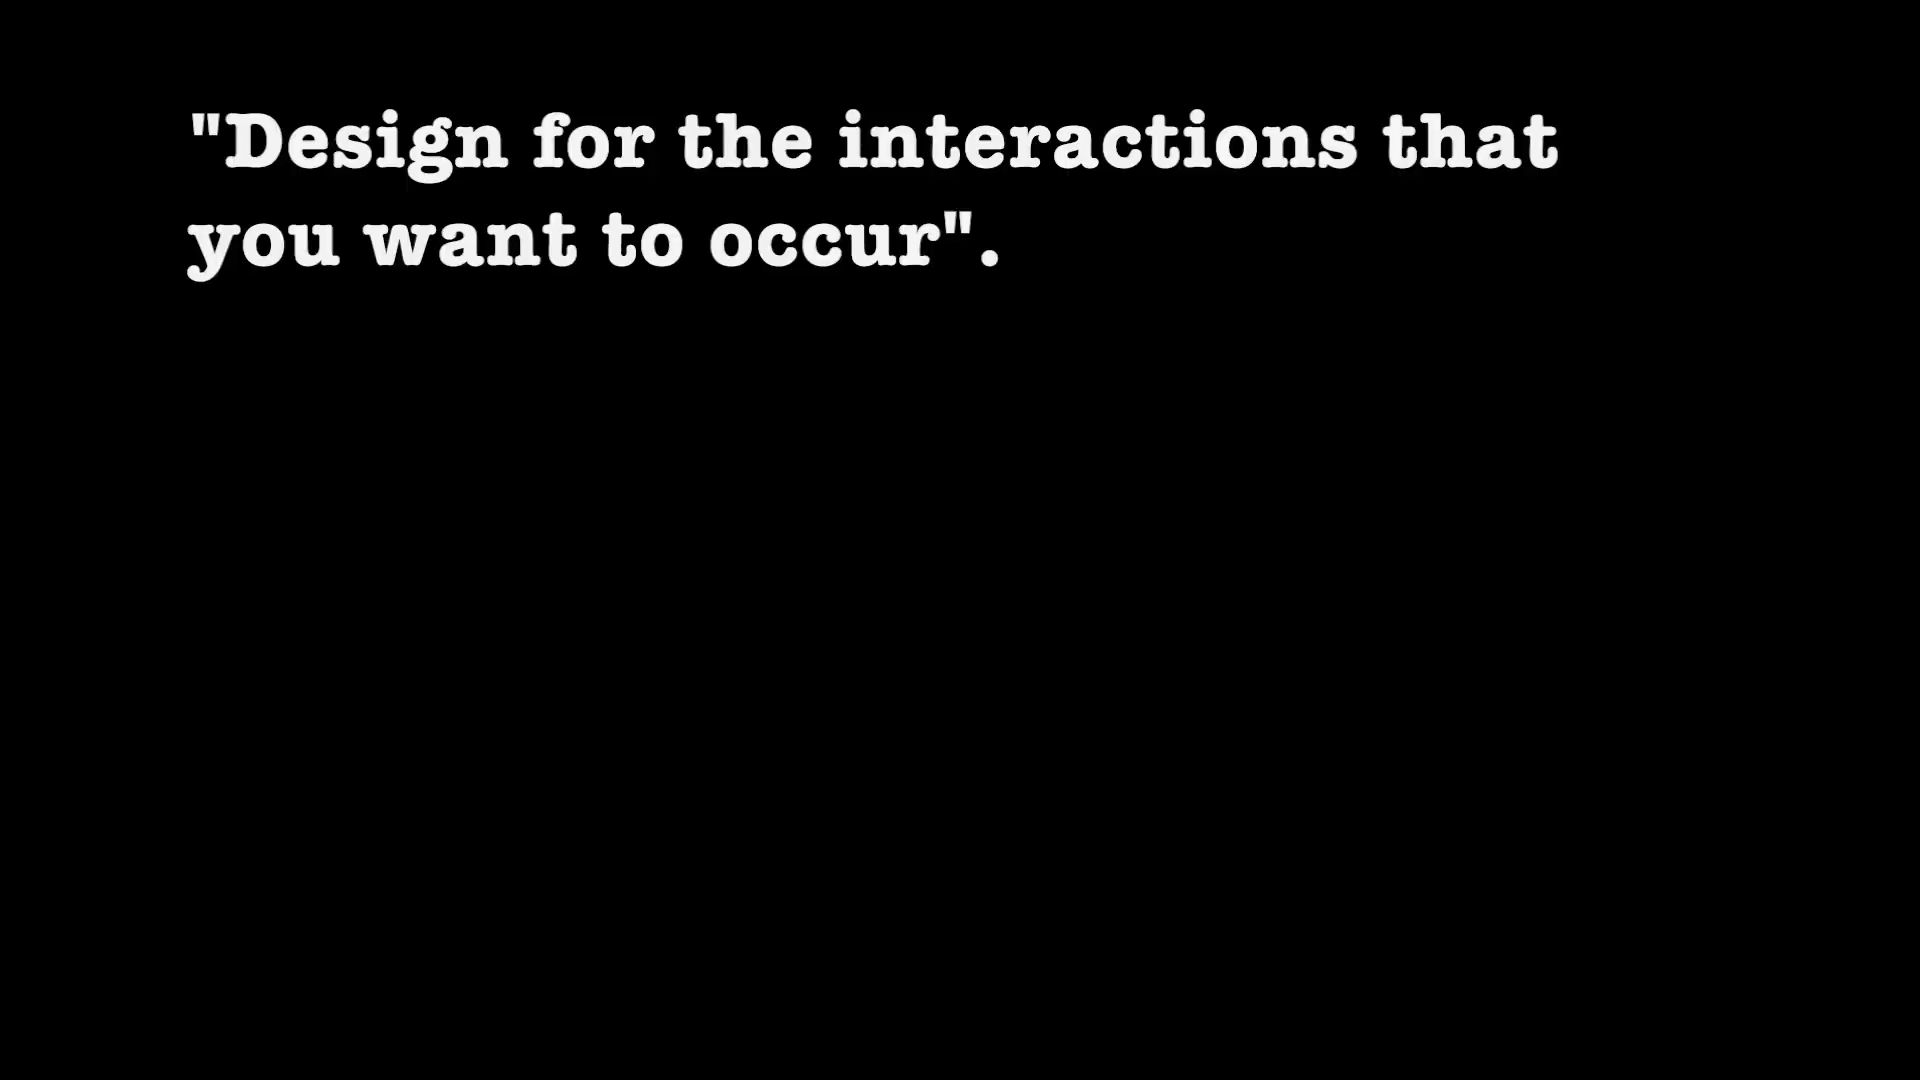 "Design for the interactions that
you want to occur".